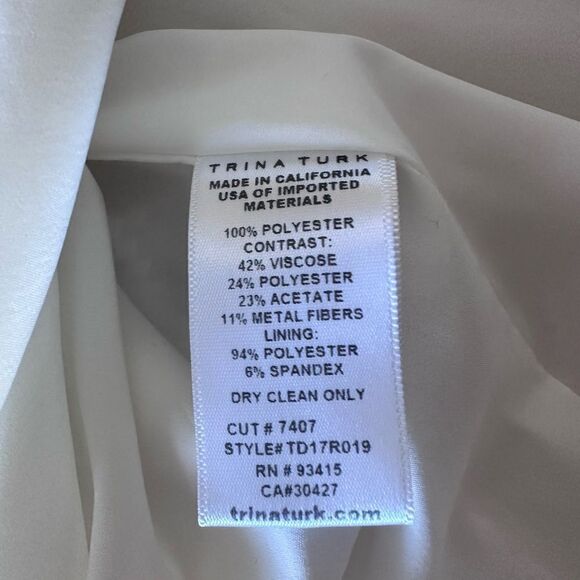 TRINA TURK
MADE IN CALIFORNIA
USA OF IMPORTED
MATERIALS
100% POLYESTER
CONTRAST:
42% VISCOSE
24% POLYESTER
23% ACETATE
11% METAL FIBERS
LINING:
94% POLYESTER
6% SPANDEX
DRY CLEAN ONLY
CUT # 7407
STYLE# TD17R019
RN # 93415
CA#30427
trinaturk.com